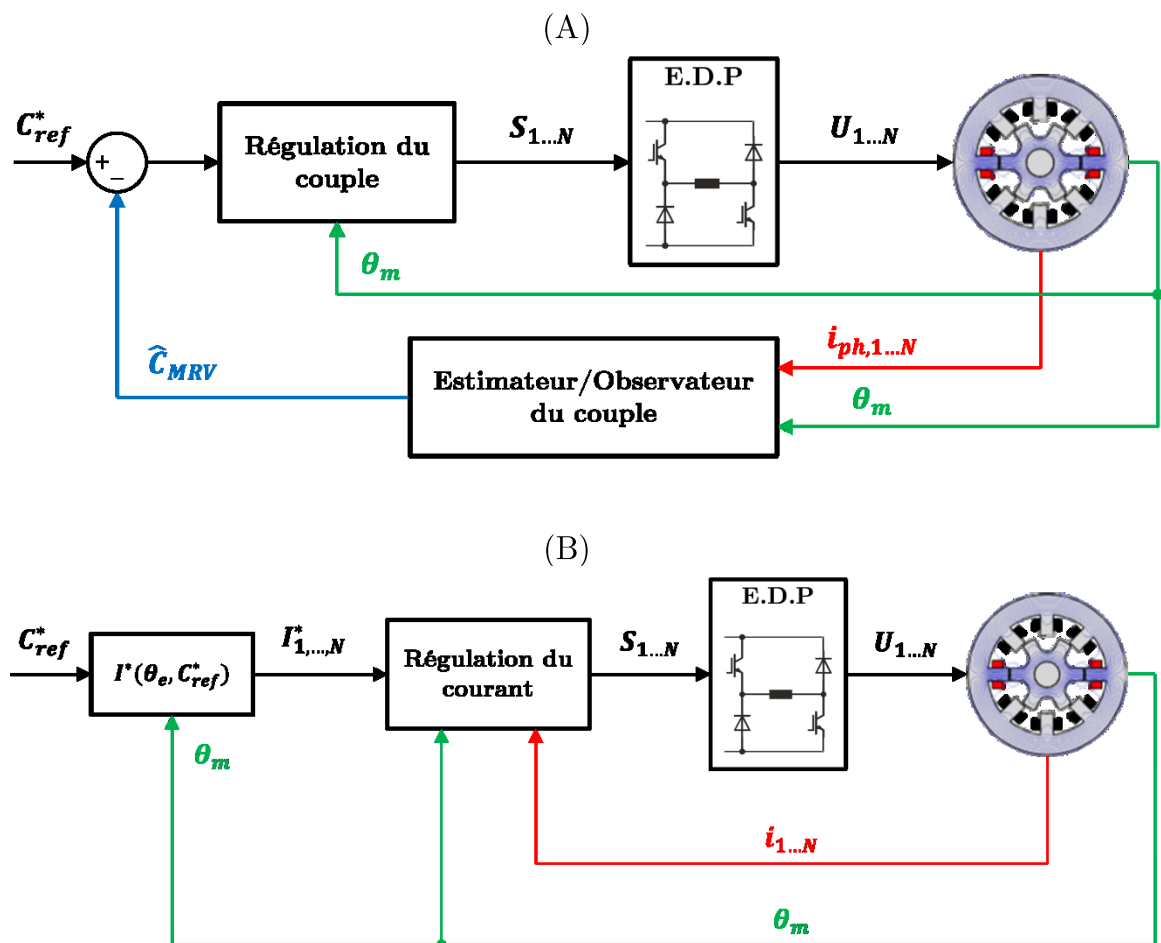 (A)
C*ref
+
−
Régulation du
couple
S1…N
E.D.P
U1…N
θm
ĈMRV
Estimateur/Observateur
du couple
iph,1…N
θm
(B)
C*ref
I*(θe, C*ref)
I*1,…,N
Régulation du
courant
S1…N
E.D.P
U1…N
θm
i1…N
θm